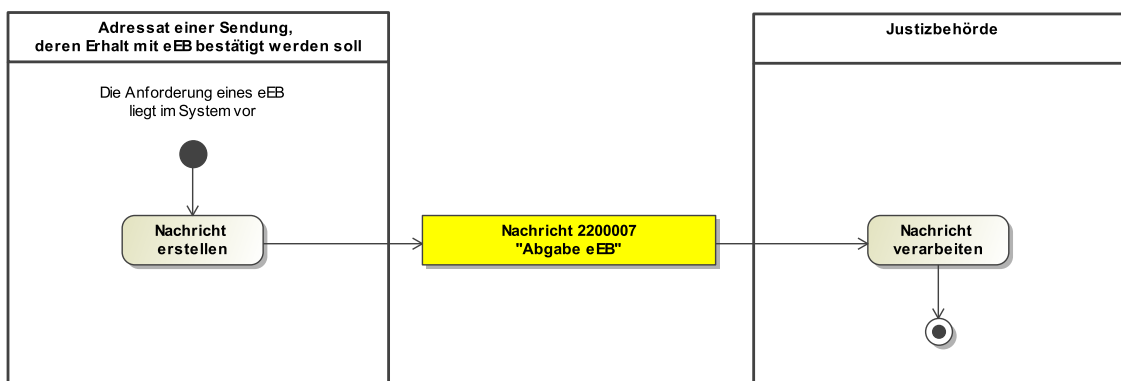 Adressat einer Sendung,
deren Erhalt mit eEB bestätigt werden soll
Justizbehörde
Die Anforderung eines eEB
liegt im System vor
Nachricht
erstellen
Nachricht 2200007
"Abgabe eEB"
Nachricht
verarbeiten